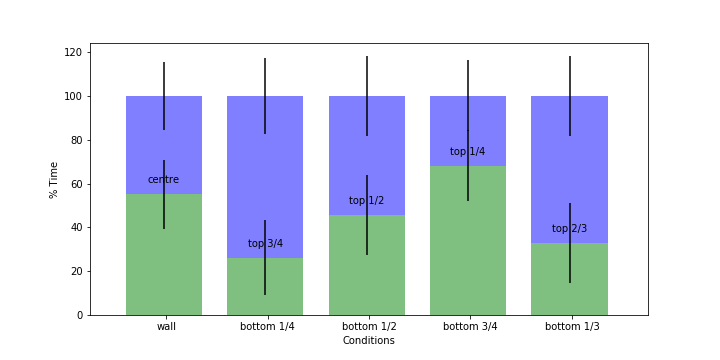 120
100
80
60
40
20
0
% Time
centre
top 3/4
top 1/2
top 1/4
top 2/3
wall
bottom 1/4
bottom 1/2
bottom 3/4
bottom 1/3
Conditions